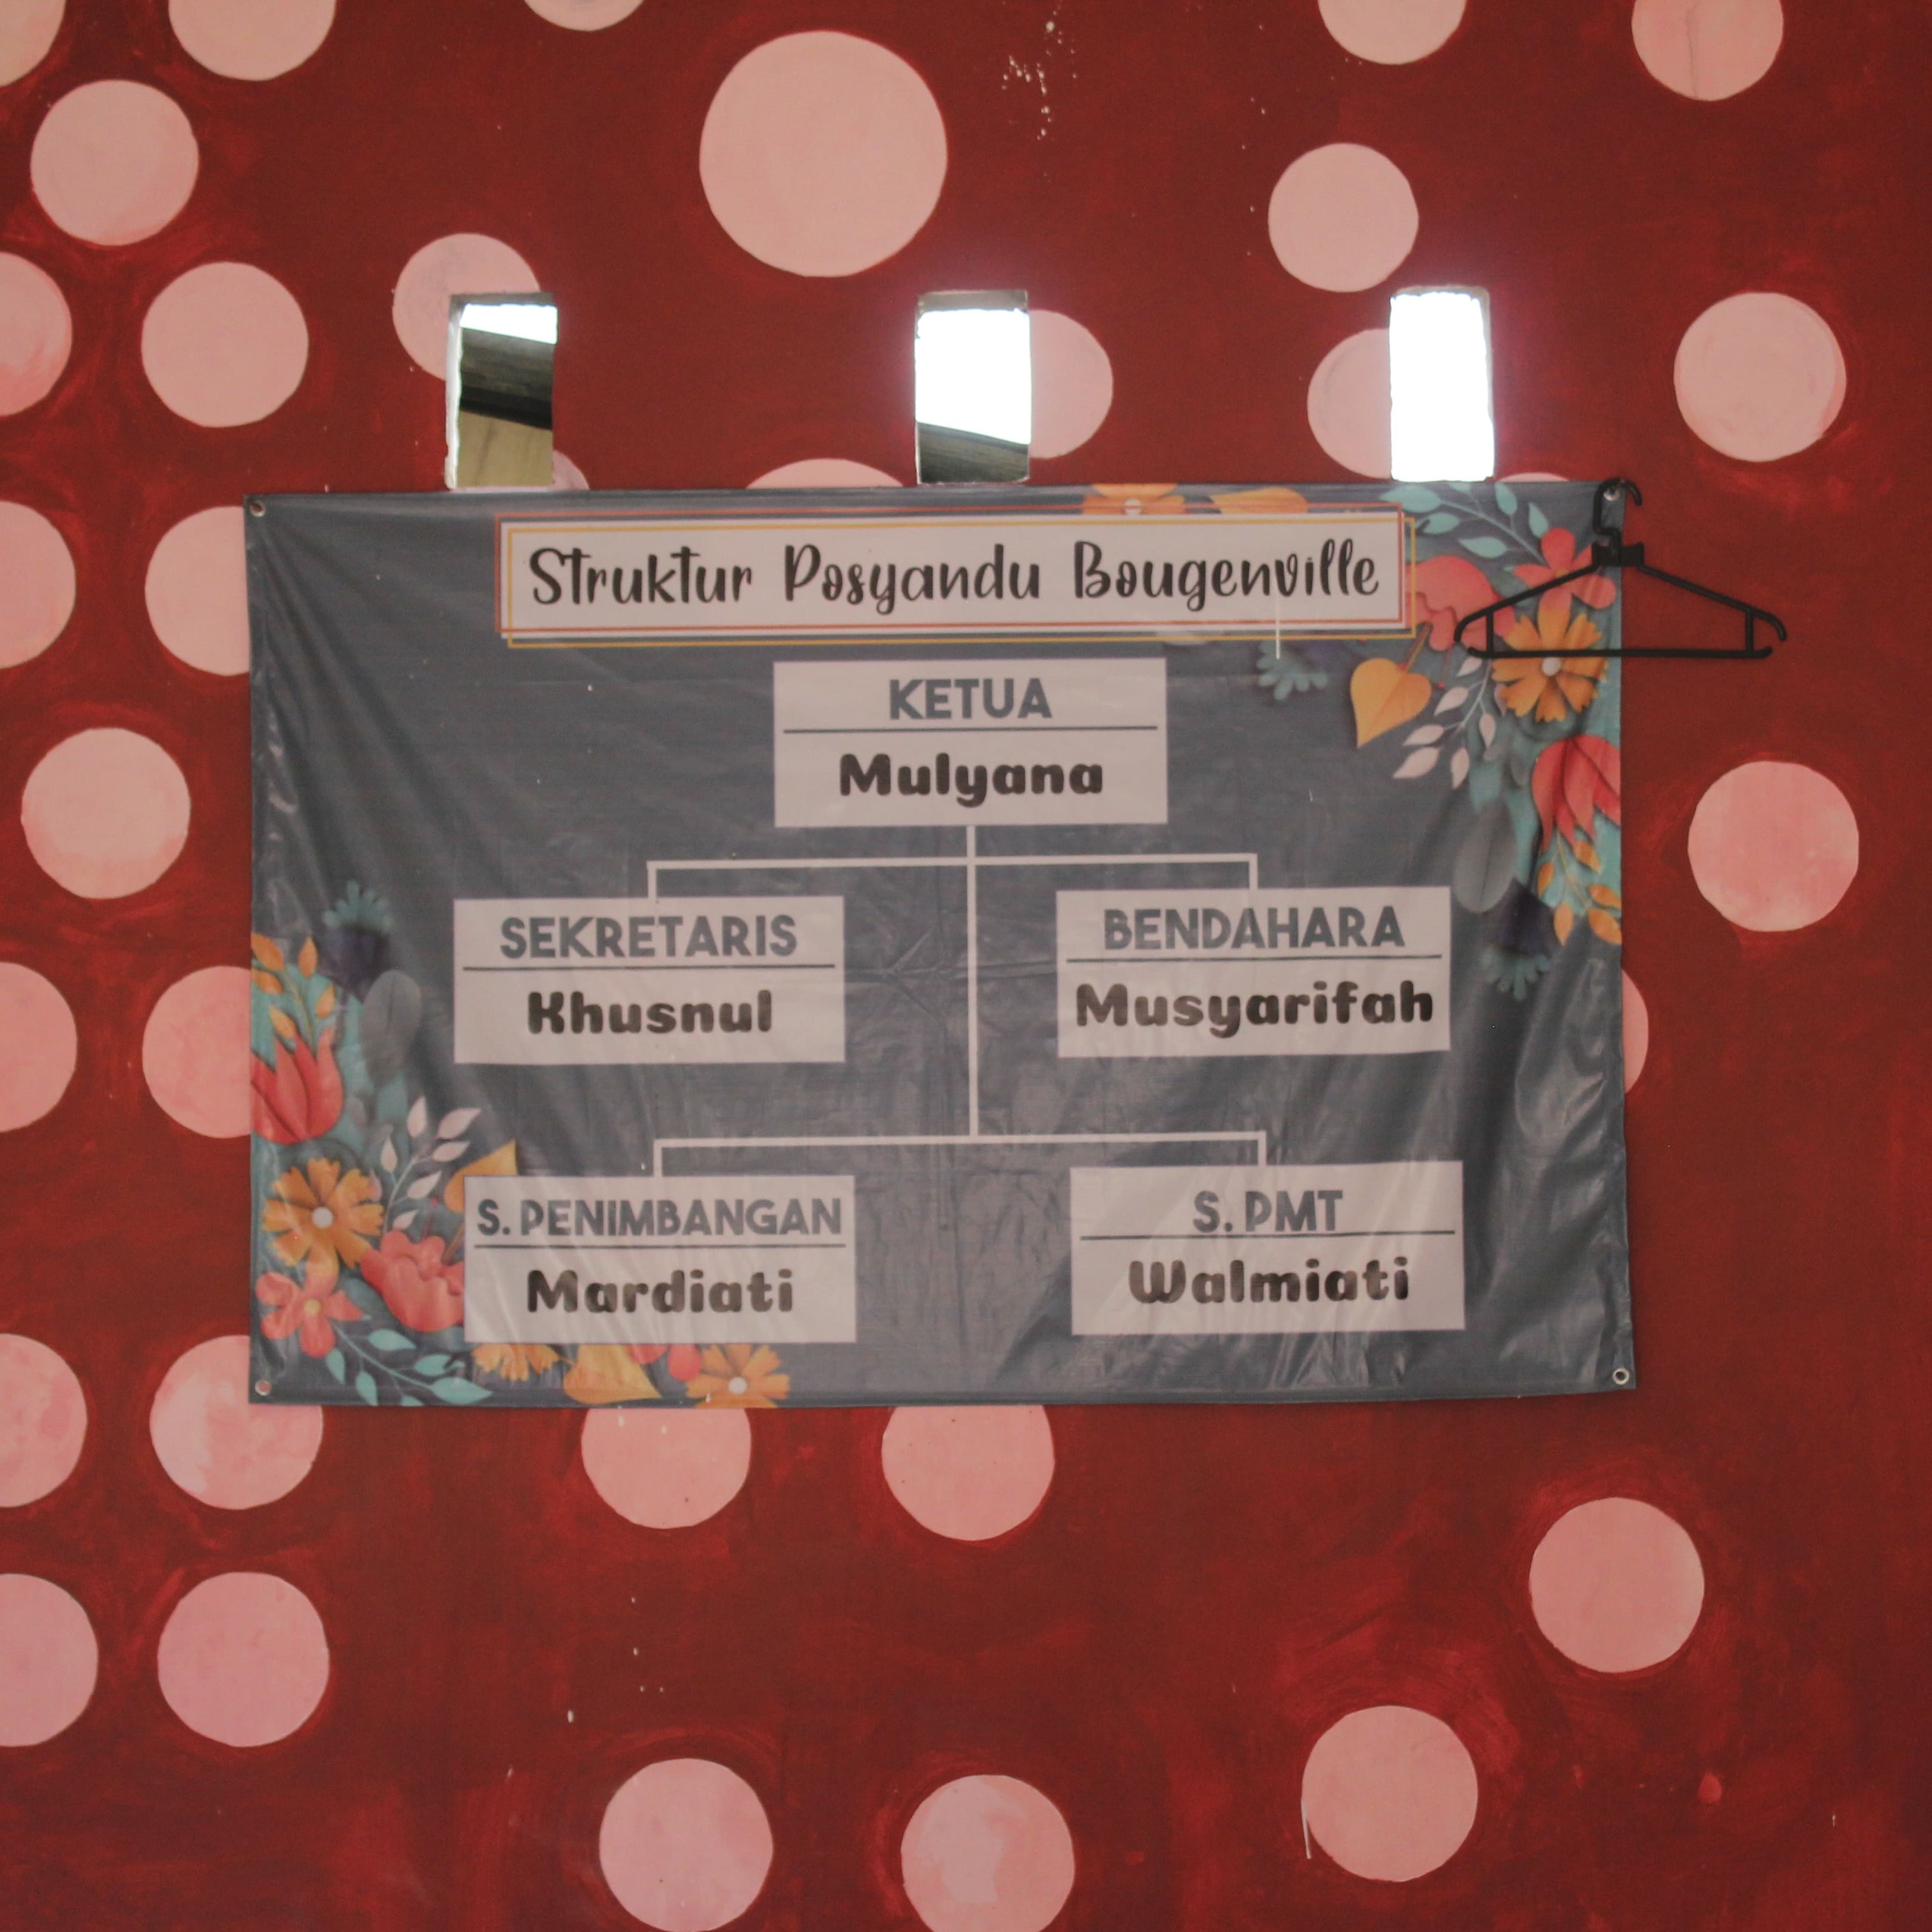 Struktur Posyandu Bougenville
KETUA
Mulyana
SEKRETARIS
Khusnul
BENDAHARA
Musyarifah
S. PENIMBANGAN
Mardiati
S. PMT
Walmiati